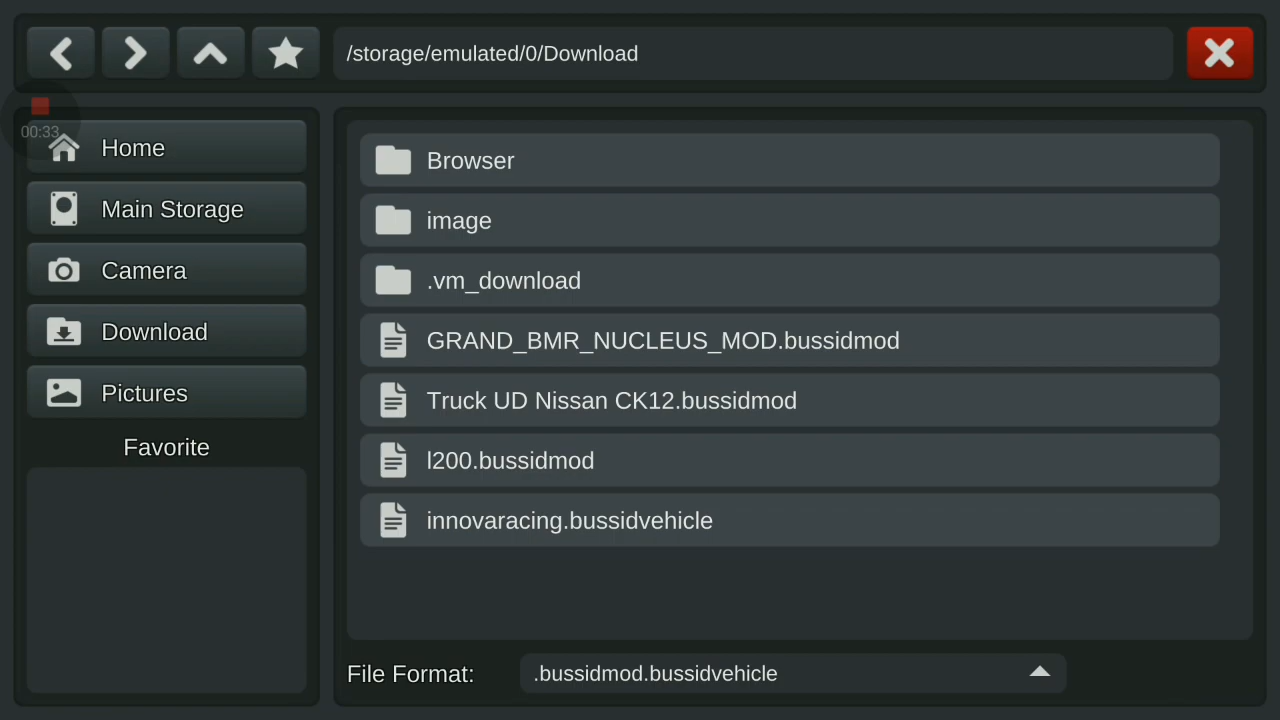 /storage/emulated/0/Download
00:33
Home
Main Storage
Camera
Download
Pictures
Favorite
Browser
image
.vm_download
GRAND_BMR_NUCLEUS_MOD.bussidmod
Truck UD Nissan CK12.bussidmod
l200.bussidmod
innovaracing.bussidvehicle
File Format:
.bussidmod.bussidvehicle